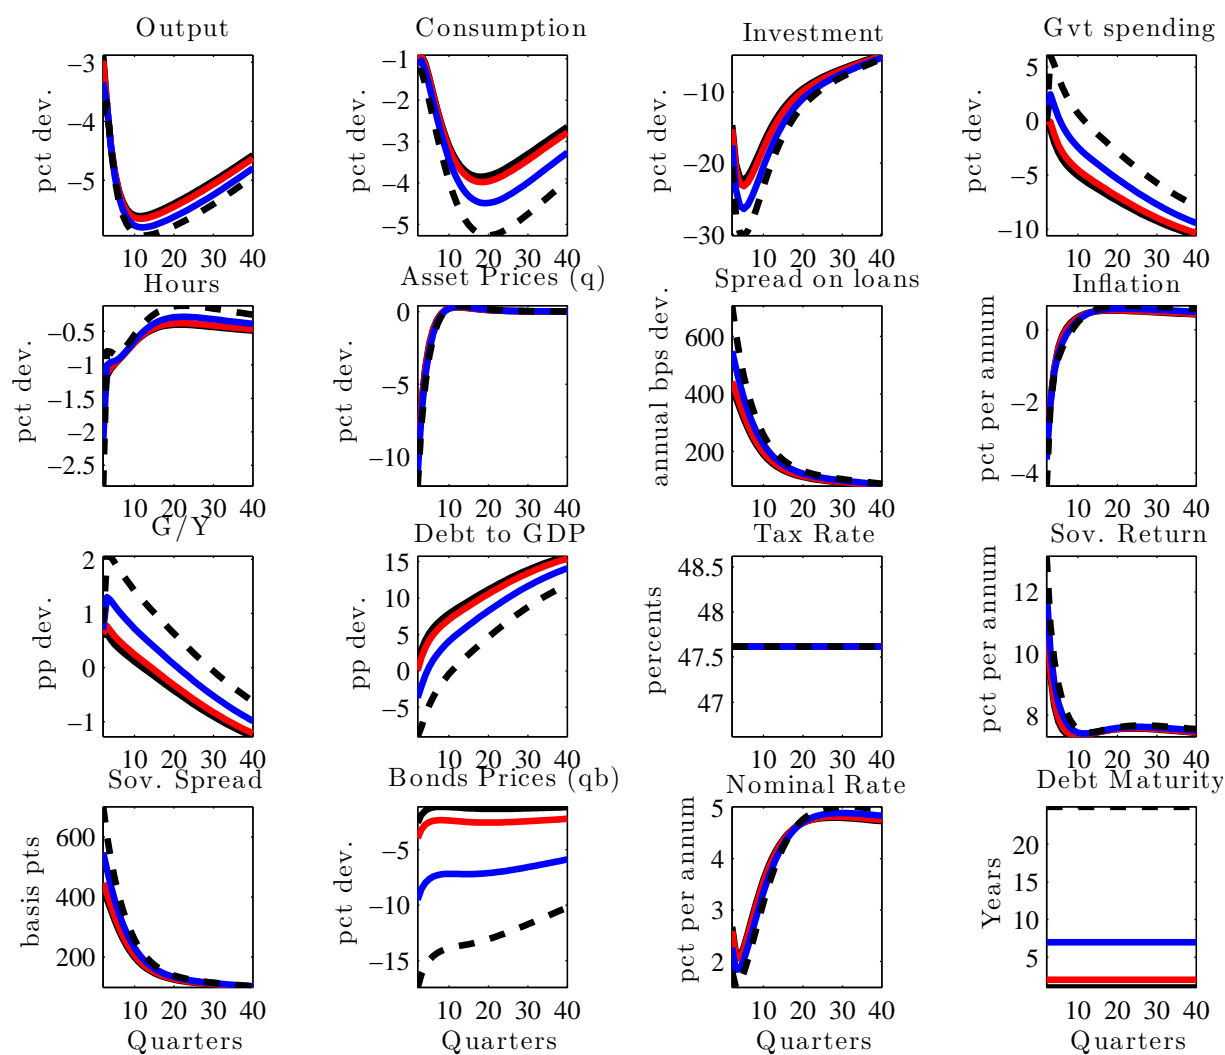 Output
Consumption
Investment
Gvt spending
pct dev.
−3
−4
−5
10 20 30 40
pct dev.
−1
−2
−3
−4
−5
10 20 30 40
pct dev.
−10
−20
−30
10 20 30 40
pct dev.
5
0
−5
−10
10 20 30 40
Hours
Asset Prices (q)
Spread on loans
Inflation
pct dev.
−0.5
−1
−1.5
−2
−2.5
10 20 30 40
pct dev.
0
−5
−10
10 20 30 40
annual bps dev.
600
400
200
10 20 30 40
pct per annum
0
−2
−4
10 20 30 40
G/Y
Debt to GDP
Tax Rate
Sov. Return
pp dev.
2
1
0
−1
10 20 30 40
pp dev.
15
10
5
0
−5
10 20 30 40
percents
48.5
48
47.5
47
10 20 30 40
pct per annum
12
10
8
10 20 30 40
Sov. Spread
Bonds Prices (qb)
Nominal Rate
Debt Maturity
basis pts
600
400
200
10 20 30 40
Quarters
pct dev.
−5
−10
−15
10 20 30 40
Quarters
pct per annum
5
4
3
2
10 20 30 40
Quarters
Years
20
15
10
5
10 20 30 40
Quarters